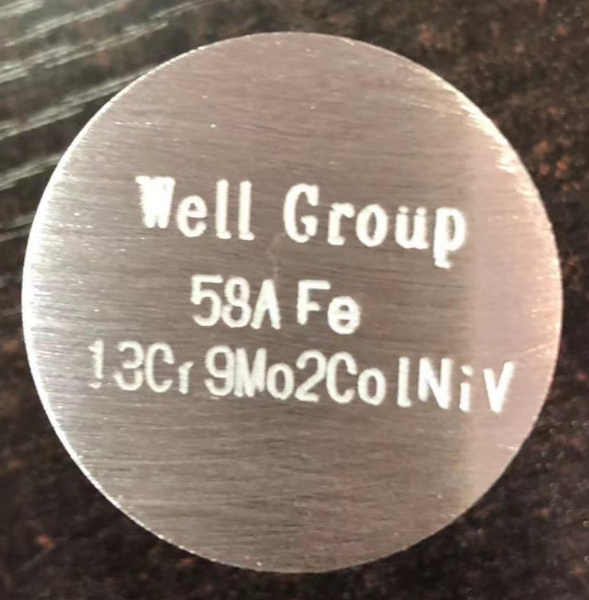 Well Group
58A Fe
13Cr9Mo2Co1NiV